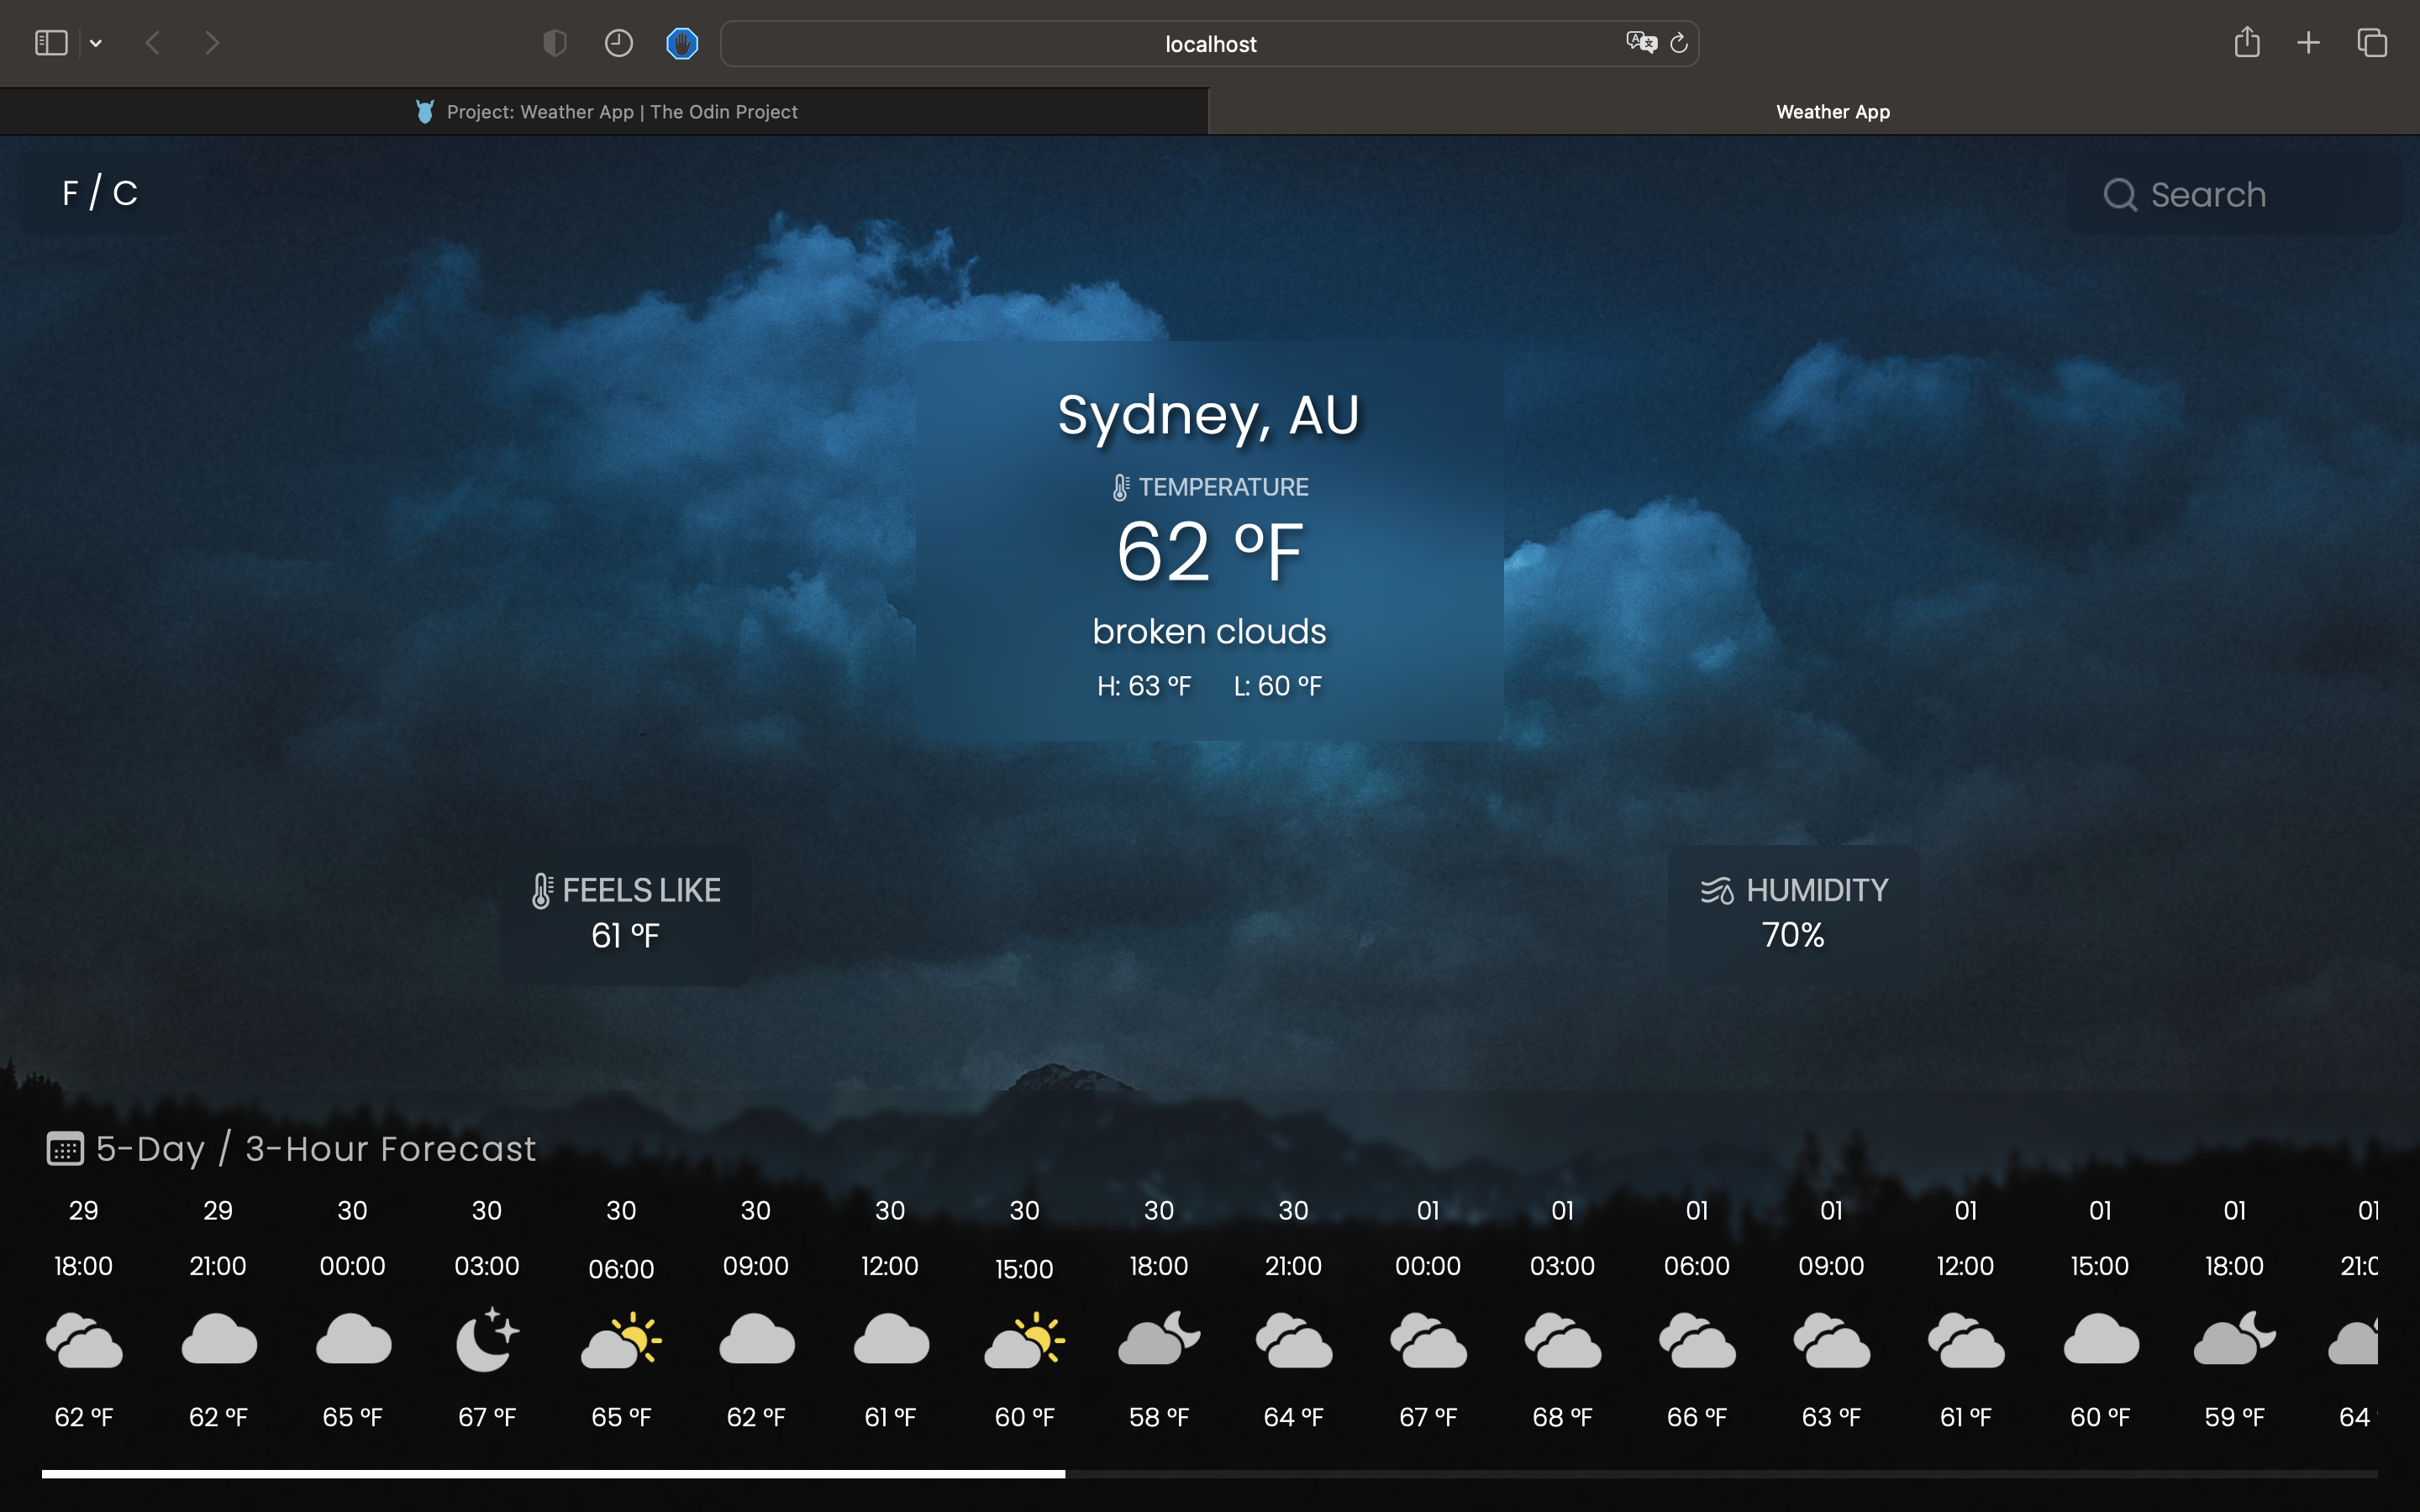 localhost
Project: Weather App | The Odin Project
Weather App
F / C
Search
Sydney, AU
TEMPERATURE
62 °F
broken clouds
H: 63 °F L: 60 °F
FEELS LIKE
61 °F
HUMIDITY
70%
5-Day / 3-Hour Forecast
29 29 30 30 30 30 30 30 30 30 01 01 01 01 01 01 01 01
18:00 21:00 00:00 03:00 06:00 09:00 12:00 15:00 18:00 21:00 00:00 03:00 06:00 09:00 12:00 15:00 18:00
62 °F 62 °F 65 °F 67 °F 65 °F 62 °F 61 °F 60 °F 58 °F 64 °F 67 °F 68 °F 66 °F 63 °F 61 °F 60 °F 59 °F 64